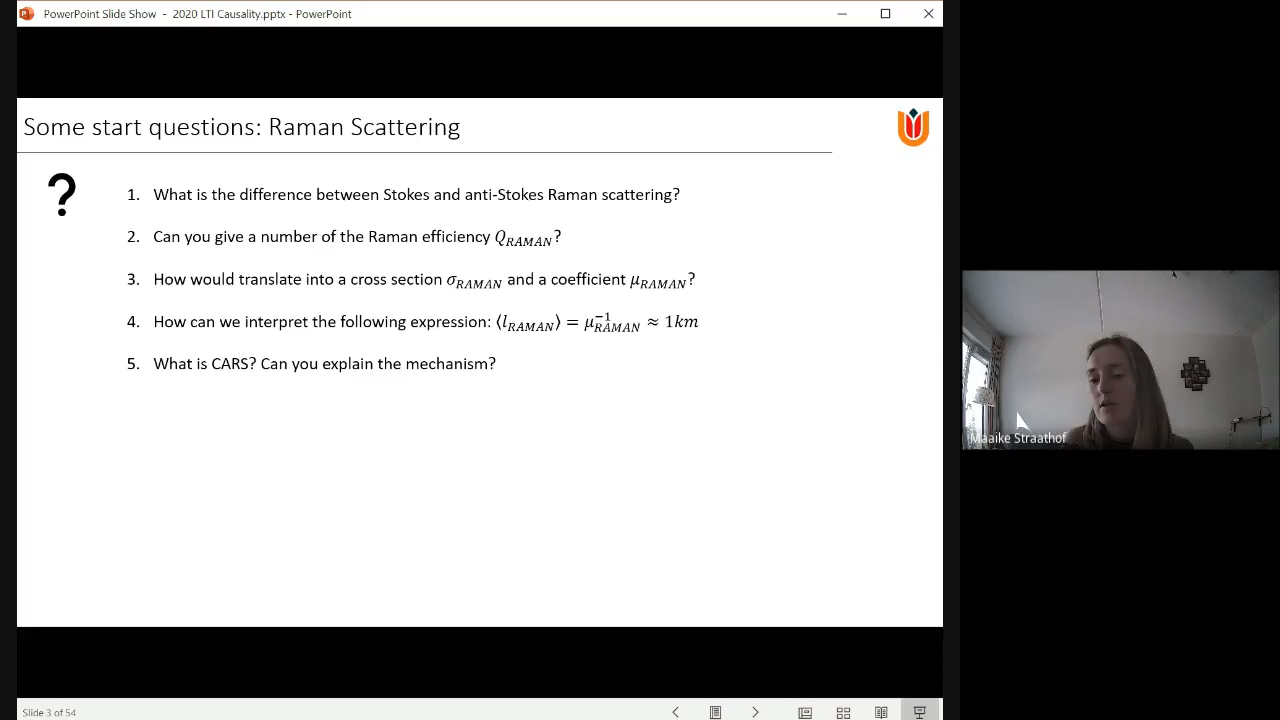 PowerPoint Slide Show - 2020 LTI Causality.pptx - PowerPoint
Some start questions: Raman Scattering
?
1. What is the difference between Stokes and anti-Stokes Raman scattering?
2. Can you give a number of the Raman efficiency Q_RAMAN?
3. How would translate into a cross section σ_RAMAN and a coefficient μ_RAMAN?
4. How can we interpret the following expression: ⟨l_RAMAN⟩ = μ_RAMAN^-1 ≈ 1km
5. What is CARS? Can you explain the mechanism?
Maaike Straathof
Slide 3 of 54